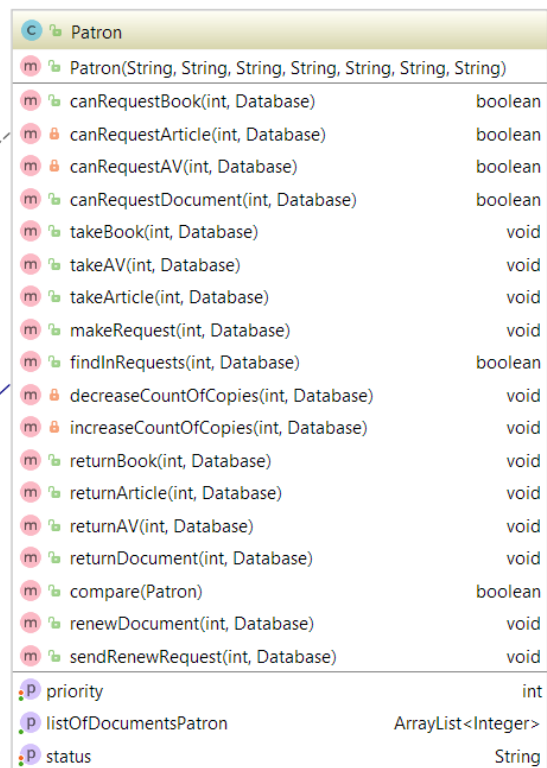 C Patron
m Patron(String, String, String, String, String, String, String)
m canRequestBook(int, Database) boolean
m canRequestArticle(int, Database) boolean
m canRequestAV(int, Database) boolean
m canRequestDocument(int, Database) boolean
m takeBook(int, Database) void
m takeAV(int, Database) void
m takeArticle(int, Database) void
m makeRequest(int, Database) void
m findInRequests(int, Database) boolean
m decreaseCountOfCopies(int, Database) void
m increaseCountOfCopies(int, Database) void
m returnBook(int, Database) void
m returnArticle(int, Database) void
m returnAV(int, Database) void
m returnDocument(int, Database) void
m compare(Patron) boolean
m renewDocument(int, Database) void
m sendRenewRequest(int, Database) void
p priority int
p listOfDocumentsPatron ArrayList<Integer>
p status String